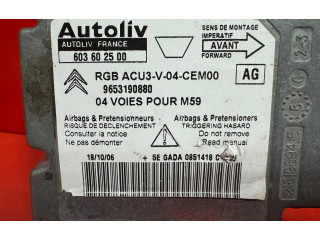 Autoliv
AUTOLIV FRANCE
603 60 25 00
SENS DE MONTAGE
IMPERATIF
AVANT
FORWARD
RGB ACU3-V-04-CEM00
AG
9653190880
04 VOIES POUR M59
Airbags & Pretensionneurs
RISQUE DE DECLENCHEMENT
Consulter la notice
Ne pas démonter
Airbags & Pretensioners
TRIGGERING HAZARD
Do not remove
Read manual
18/10/06
+ 5E GADA 0851418